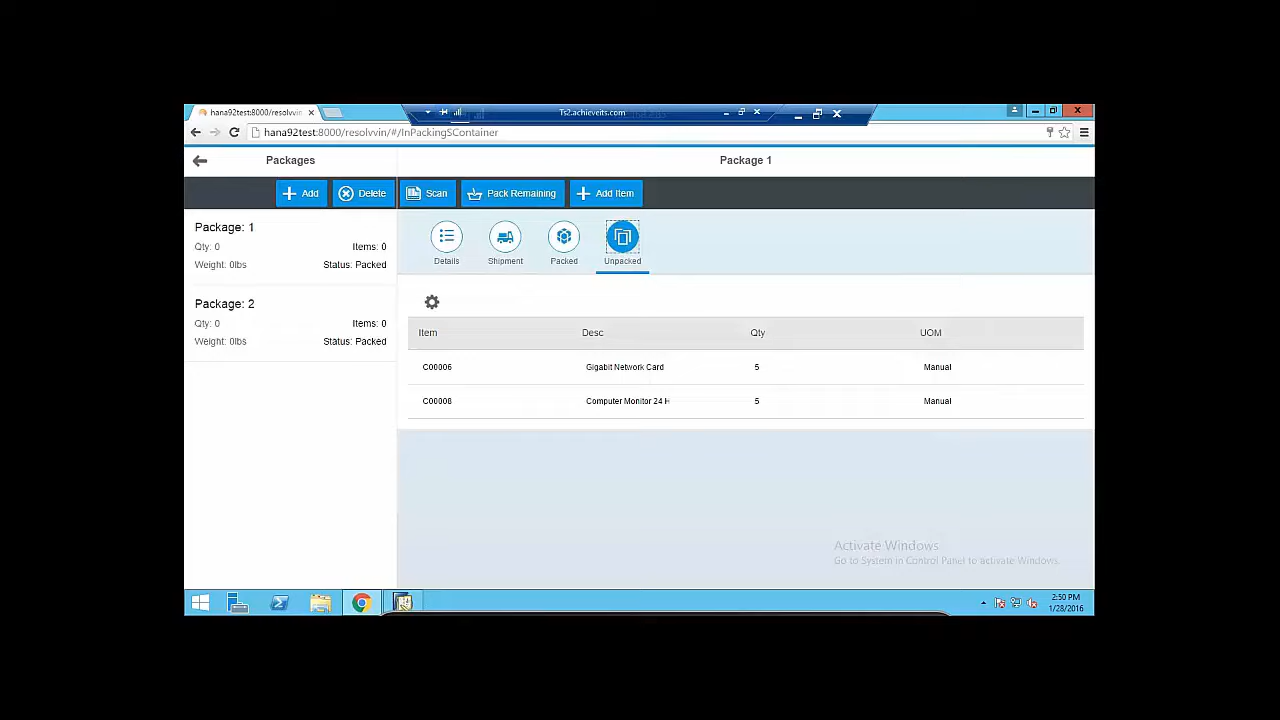 hana92test:8000/resolvvin
Ts2.achieveits.com
hana92test:8000/resolvvin/#/InPackingSContainer
Packages
Package 1
Add
Delete
Scan
Pack Remaining
Add Item
Package: 1
Qty: 0
Items: 0
Weight: 0lbs
Status: Packed
Package: 2
Qty: 0
Items: 0
Weight: 0lbs
Status: Packed
Details
Shipment
Packed
Unpacked
Item Desc Qty UOM
C00006 Gigabit Network Card 5 Manual
C00008 Computer Monitor 24 5 Manual
Activate Windows
Go to System in Control Panel to activate Windows.
2:50 PM
1/28/2016